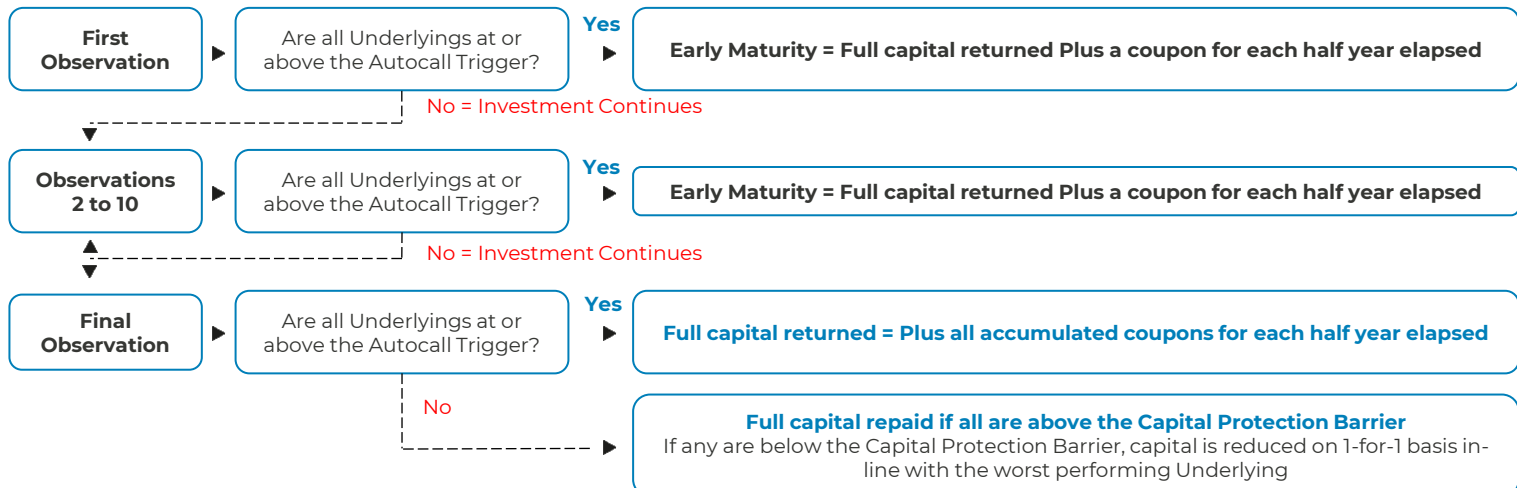 First
Observation
Are all Underlyings at or
above the Autocall Trigger?
Yes
Early Maturity = Full capital returned Plus a coupon for each half year elapsed
No = Investment Continues
Observations
2 to 10
Are all Underlyings at or
above the Autocall Trigger?
Yes
Early Maturity = Full capital returned Plus a coupon for each half year elapsed
No = Investment Continues
Final
Observation
Are all Underlyings at or
above the Autocall Trigger?
Yes
Full capital returned = Plus all accumulated coupons for each half year elapsed
No
Full capital repaid if all are above the Capital Protection Barrier
If any are below the Capital Protection Barrier, capital is reduced on 1-for-1 basis in-
line with the worst performing Underlying